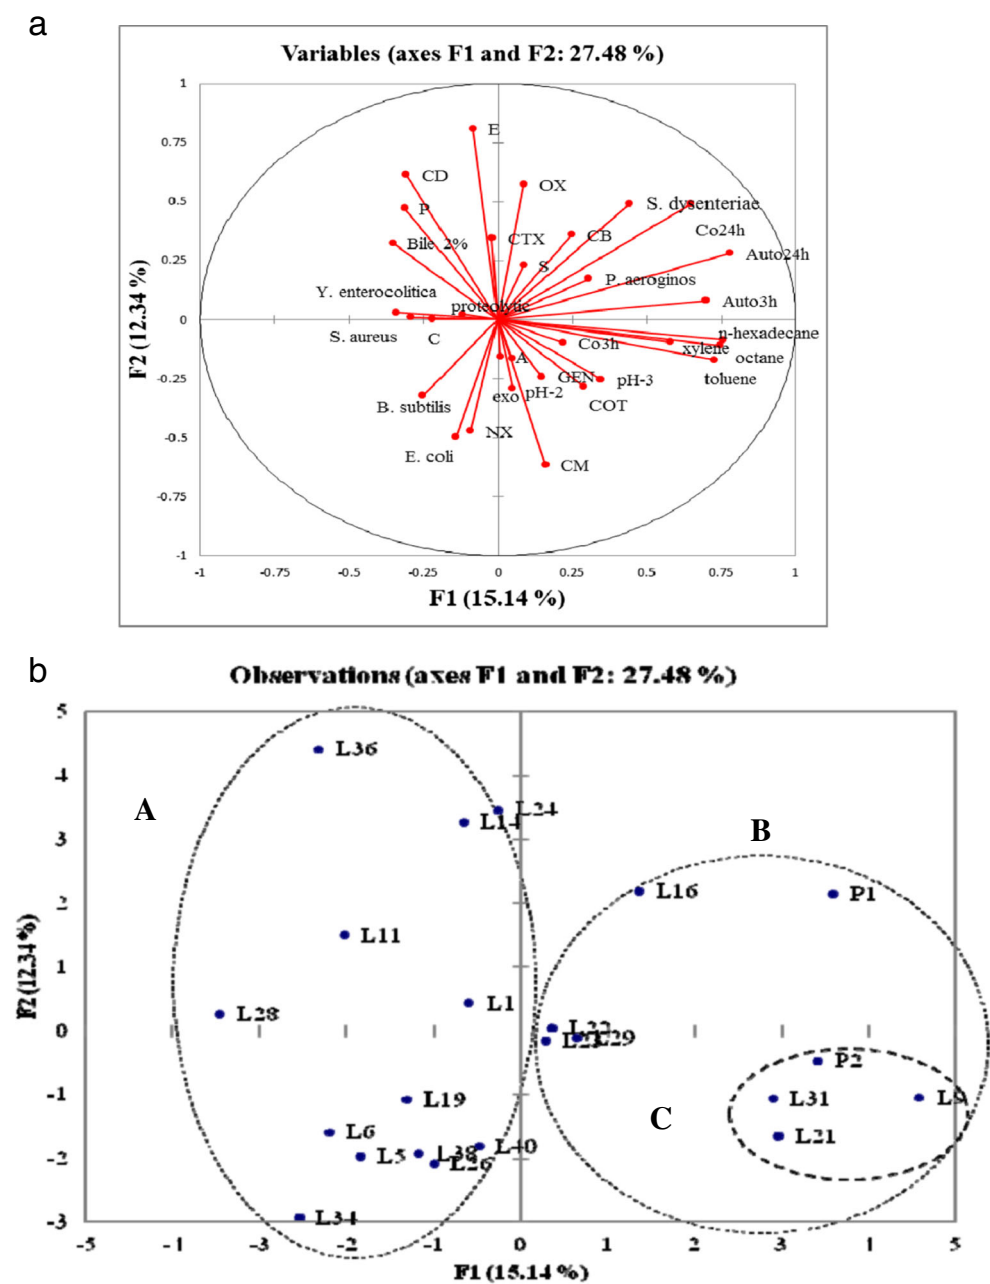 a
Variables (axes F1 and F2: 27.48 %)
1
0.75
0.5
0.25
0
-0.25
-0.5
-0.75
-1
F2 (12.34 %)
E
CD
OX
P
S. dysenteriae
Bile 2%
CTX
CB
Co24h
S
Auto24h
P. aeroginos
Y. enterocolitica
proteolytic
Auto3h
S. aureus
C
Co3h
n-hexadecane
xylene
octane
A
GEN
pH-3
toluene
B. subtilis
exo
pH-2
COT
NX
E. coli
CM
-1 -0.75 -0.5 -0.25 0 0.25 0.5 0.75 1
F1 (15.14 %)
b
Observations (axes F1 and F2: 27.48 %)
5
4
3
2
1
0
-1
-2
-3
F2 (12.34 %)
L36
A
L24
L14
B
L16
P1
L11
L1
L28
L22
L29
P2
L19
L31
L9
C
L6
L21
L40
L5
L38
L26
L34
-5 -4 -3 -2 -1 0 1 2 3 4 5
F1 (15.14 %)